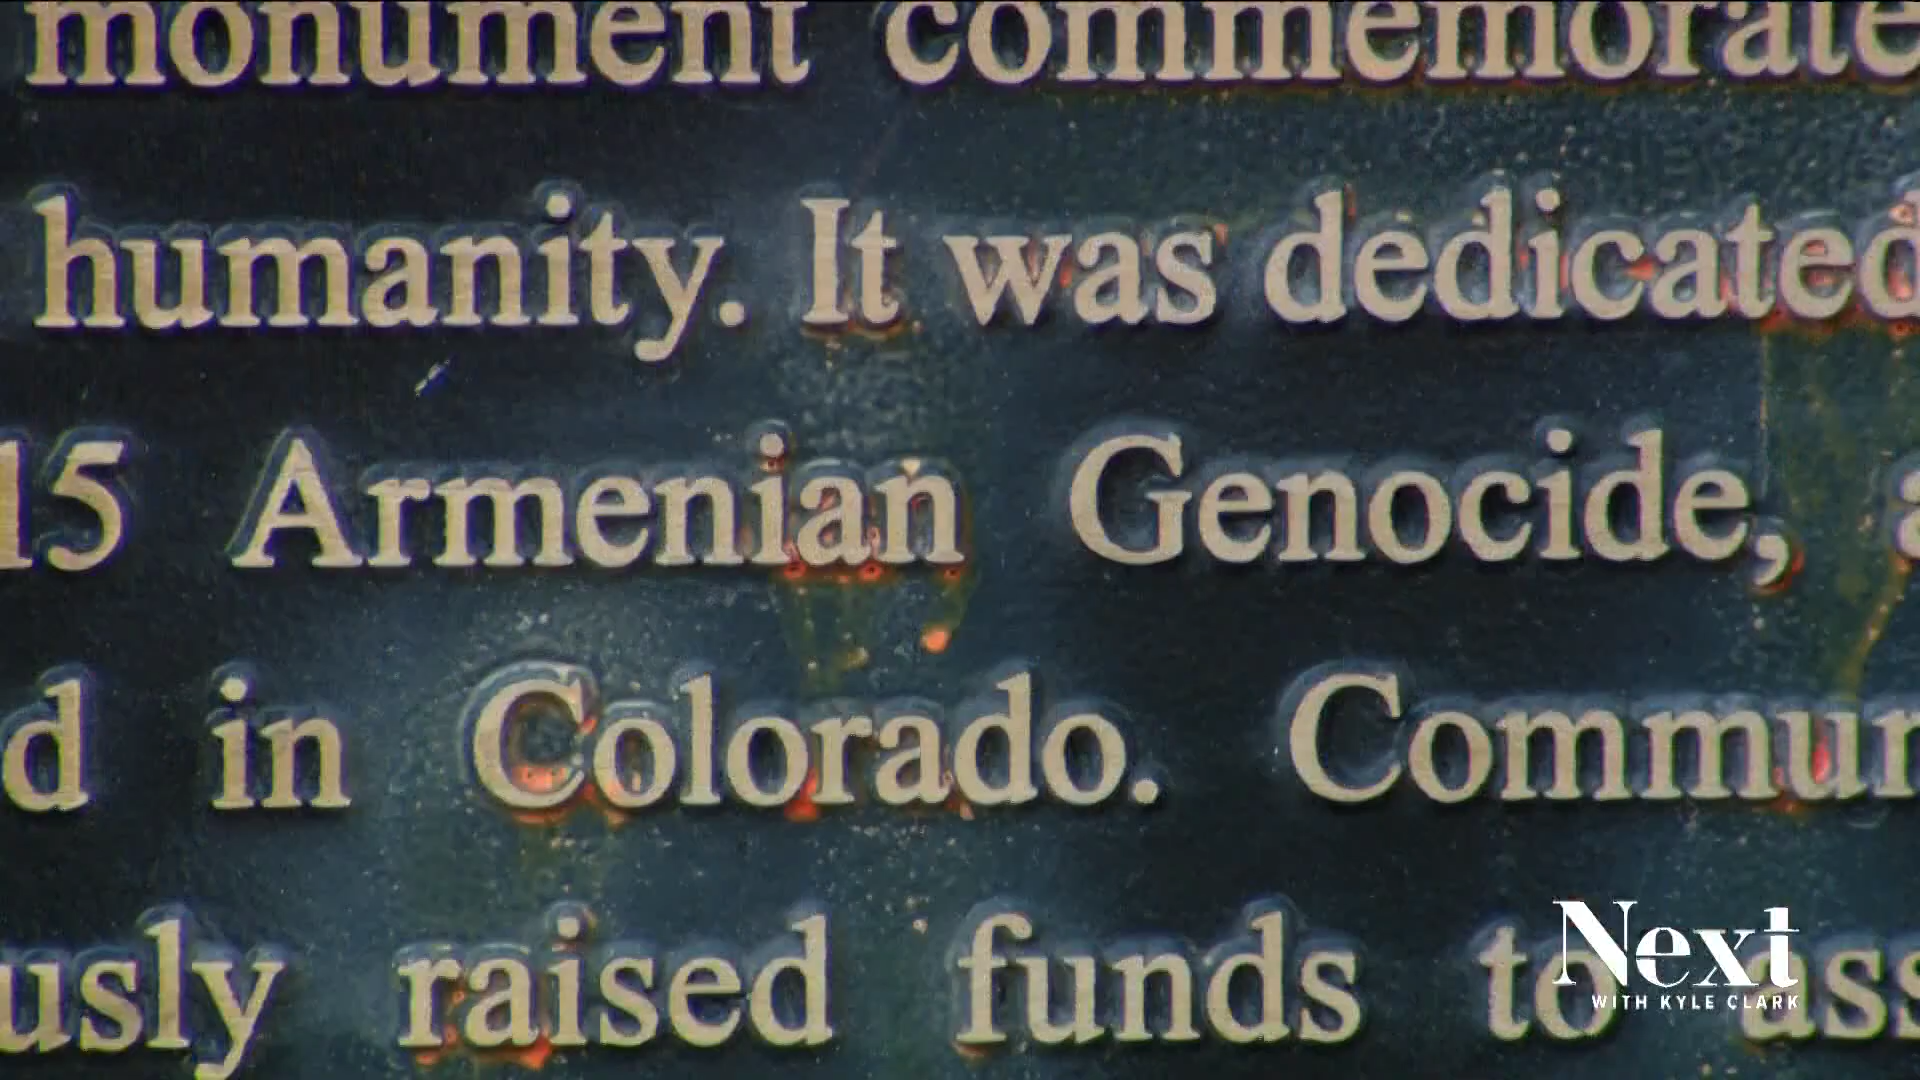 monument commemorate
humanity. It was dedicated
15 Armenian Genocide, a
d in Colorado. Commun
usly raised funds to ass
Next
WITH KYLE CLARK